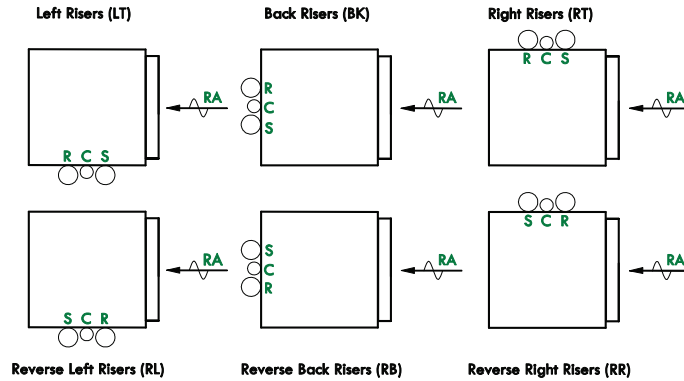 Left Risers (LT)
Back Risers (BK)
Right Risers (RT)
R C S
RA
R
C
S
RA
R C S
RA
S C R
RA
S
C
R
RA
S C R
RA
Reverse Left Risers (RL)
Reverse Back Risers (RB)
Reverse Right Risers (RR)